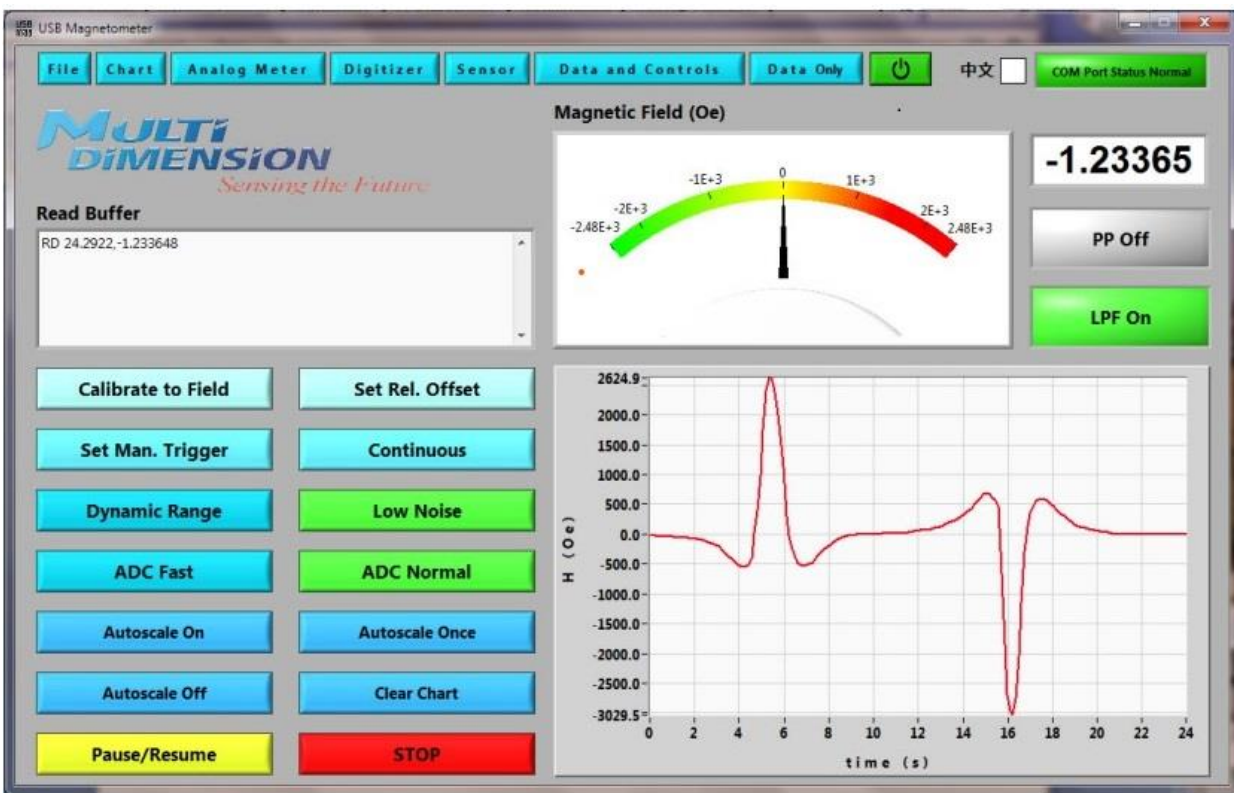 USB Magnetometer
File Chart Analog Meter Digitizer Sensor Data and Controls Data Only 中文 COM Port Status Normal
MULTI
DIMENSION
Sensing the Future
Magnetic Field (Oe)
-2.48E+3 -2E+3 -1E+3 0 1E+3 2E+3 2.48E+3
-1.23365
PP Off
LPF On
Read Buffer
RD 24.2922,-1.233648
Calibrate to Field Set Rel. Offset
Set Man. Trigger Continuous
Dynamic Range Low Noise
ADC Fast ADC Normal
Autoscale On Autoscale Once
Autoscale Off Clear Chart
Pause/Resume STOP
H (Oe)
2624.9
2000.0
1500.0
1000.0
500.0
0.0
-500.0
-1000.0
-1500.0
-2000.0
-2500.0
-3029.5
0 2 4 6 8 10 12 14 16 18 20 22 24
time (s)